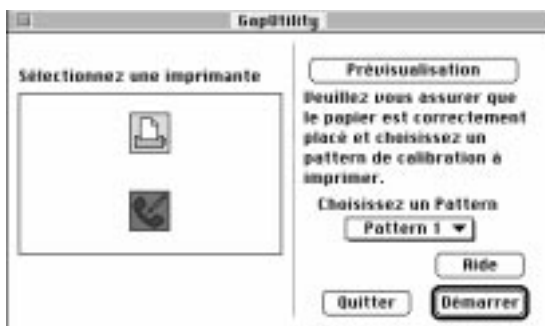 GapUtility
Sélectionnez une imprimante
Prévisualisation
Veuillez vous assurer que
le papier est correctement
placé et choisissez un
pattern de calibration à
imprimer.
Choisissez un Pattern
Pattern 1
Aide
Quitter
Démarrer